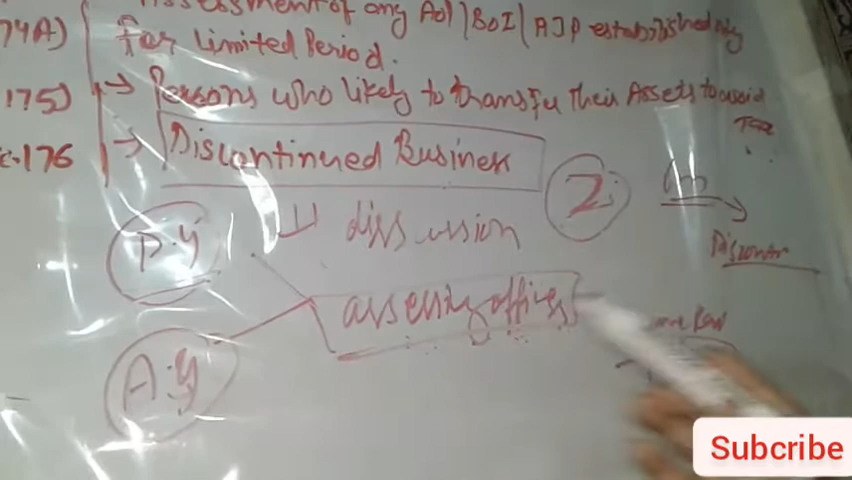 Assessment of any AOI/BOI/AJP established
74A) for Limited Period.
175) → Persons who likely to transfer Their Assets to avoid Tax
c-176 → Discontinued Business
2
P.Y
discussion
assessing officer
A.Y
Subcribe